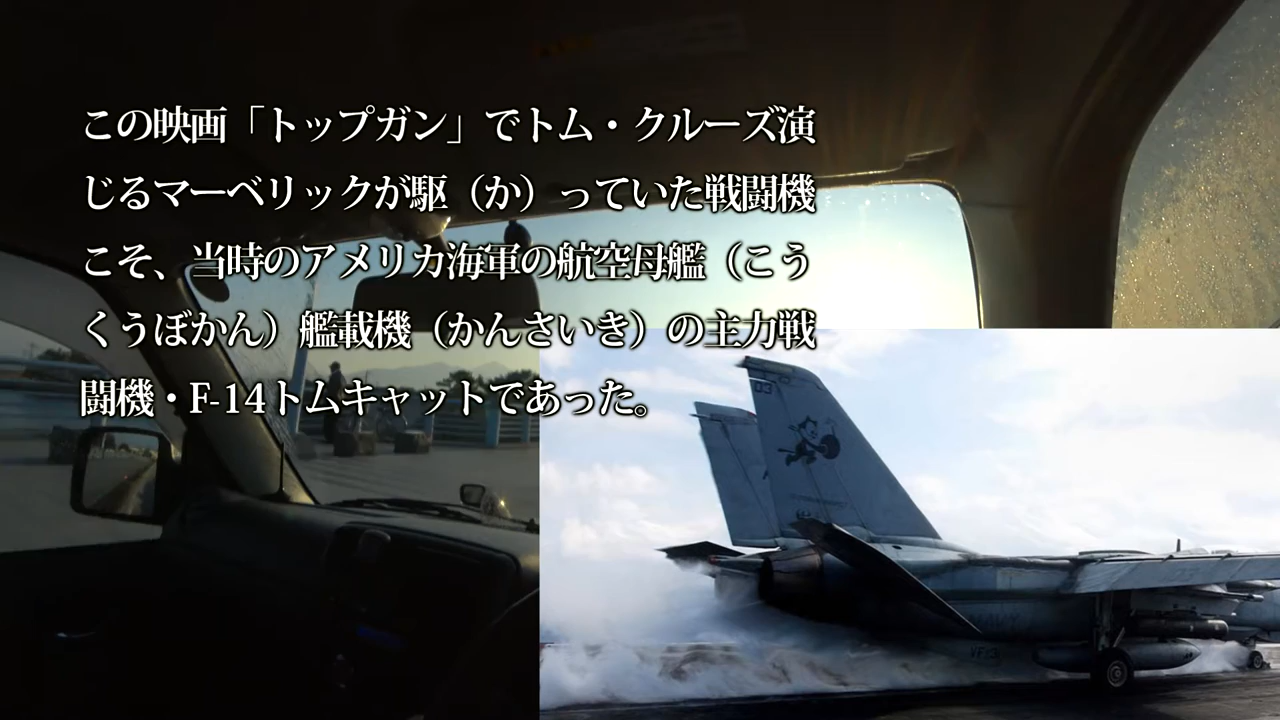 この映画「トップガン」でトム・クルーズ演
じるマーベリックが駆（か）っていた戦闘機
こそ、当時のアメリカ海軍の航空母艦（こう
くうぼかん）艦載機（かんさいき）の主力戦
闘機・F-14トムキャットであった。